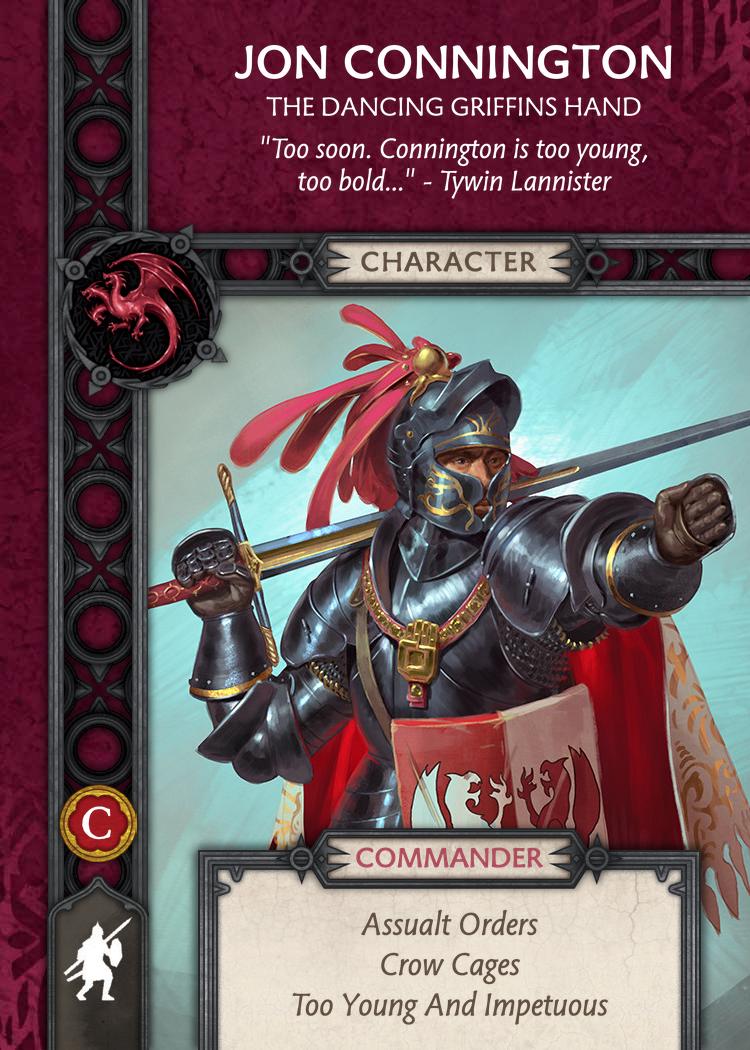 JON CONNINGTON
THE DANCING GRIFFINS HAND
"Too soon. Connington is too young,
too bold..." - Tywin Lannister
CHARACTER
C
COMMANDER
Assualt Orders
Crow Cages
Too Young And Impetuous